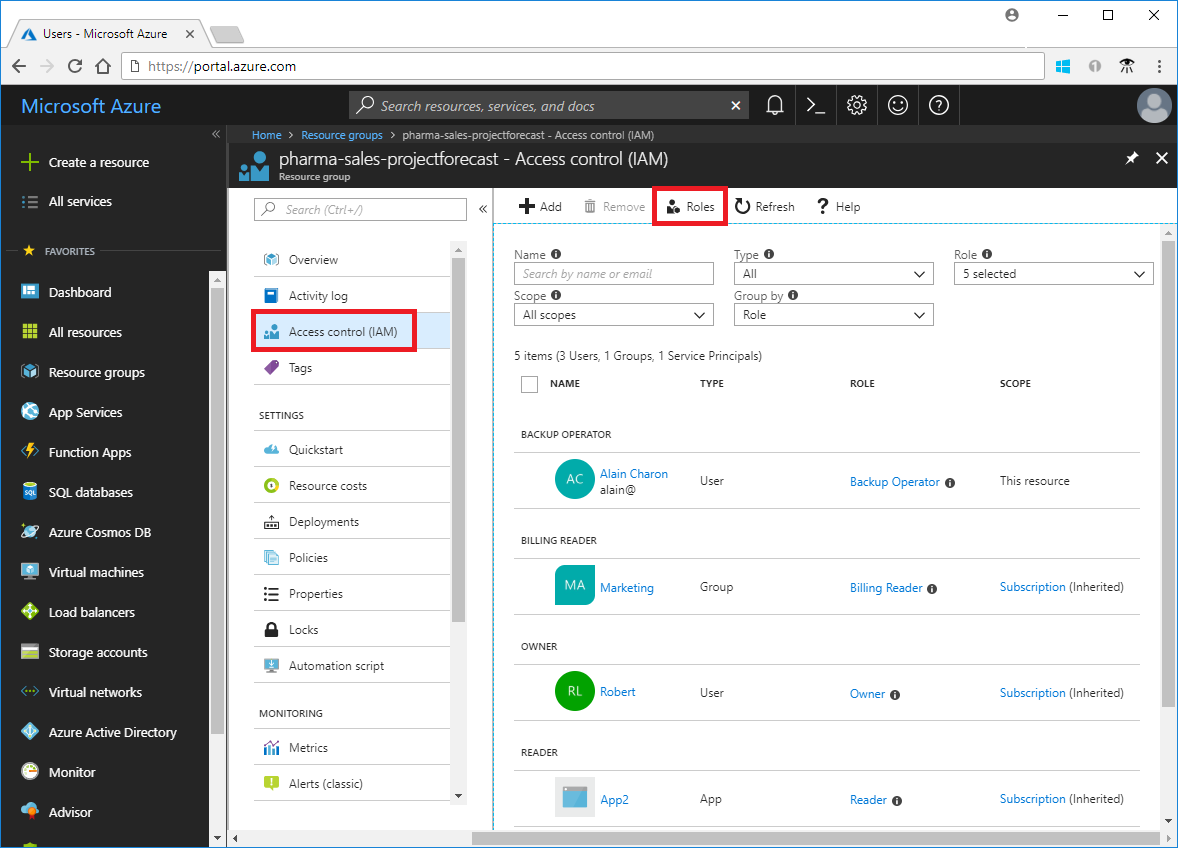 Users - Microsoft Azure
https://portal.azure.com
Microsoft Azure
Search resources, services, and docs
Home > Resource groups > pharma-sales-projectforecast - Access control (IAM)
pharma-sales-projectforecast - Access control (IAM)
Resource group
Create a resource
All services
FAVORITES
Dashboard
All resources
Resource groups
App Services
Function Apps
SQL databases
Azure Cosmos DB
Virtual machines
Load balancers
Storage accounts
Virtual networks
Azure Active Directory
Monitor
Advisor
Search (Ctrl+/)
Overview
Activity log
Access control (IAM)
Tags
SETTINGS
Quickstart
Resource costs
Deployments
Policies
Properties
Locks
Automation script
MONITORING
Metrics
Alerts (classic)
Add Remove Roles Refresh Help
Name Type Role
Search by name or email All 5 selected
Scope Group by
All scopes Role
5 items (3 Users, 1 Groups, 1 Service Principals)
NAME TYPE ROLE SCOPE
BACKUP OPERATOR
AC Alain Charon User Backup Operator This resource
alain@
BILLING READER
MA Marketing Group Billing Reader Subscription (Inherited)
OWNER
RL Robert User Owner Subscription (Inherited)
READER
App2 App Reader Subscription (Inherited)